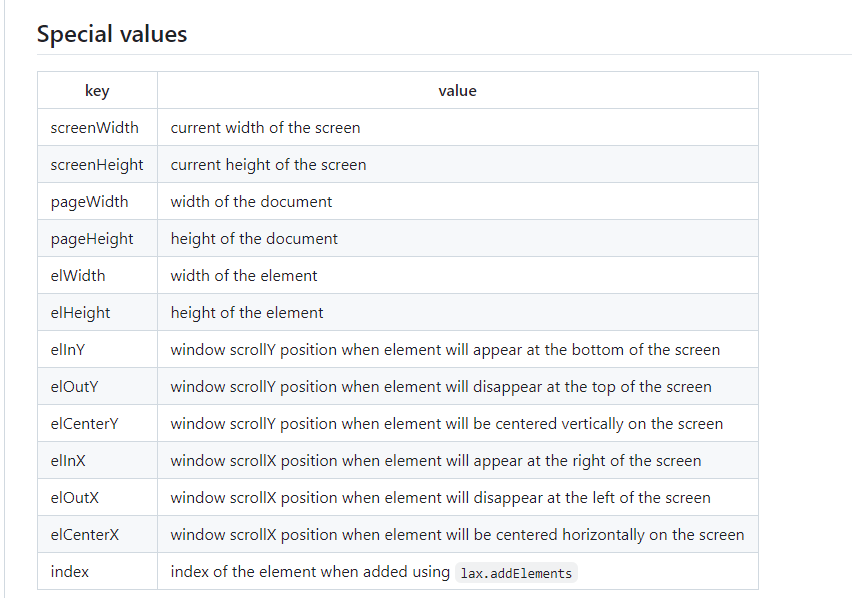 Special values
key value
screenWidth current width of the screen
screenHeight current height of the screen
pageWidth width of the document
pageHeight height of the document
elWidth width of the element
elHeight height of the element
elInY window scrollY position when element will appear at the bottom of the screen
elOutY window scrollY position when element will disappear at the top of the screen
elCenterY window scrollY position when element will be centered vertically on the screen
elInX window scrollX position when element will appear at the right of the screen
elOutX window scrollX position when element will disappear at the left of the screen
elCenterX window scrollX position when element will be centered horizontally on the screen
index index of the element when added using lax.addElements